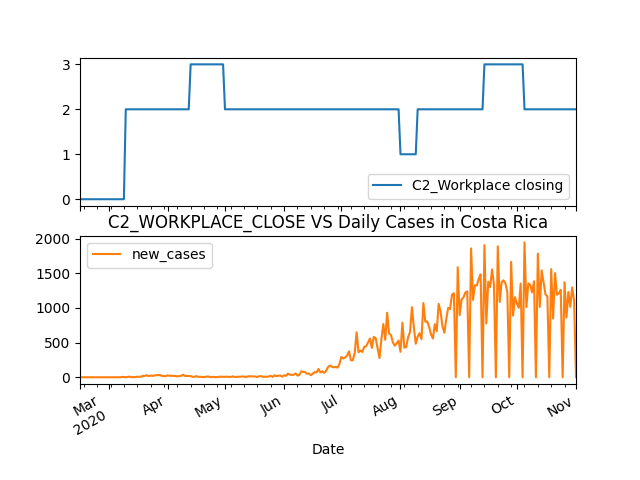 3
2
1
0
C2_Workplace closing
C2_WORKPLACE_CLOSE VS Daily Cases in Costa Rica
2000
1500
1000
500
0
new_cases
Mar
2020
Apr
May
Jun
Jul
Aug
Sep
Oct
Nov
Date